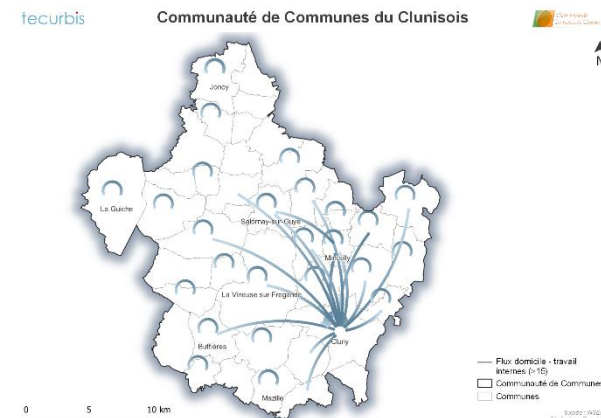 tecurbis
Communauté de Communes du Clunisois
N
Joncy
La Guiche
Salornay-sur-Guye
Massilly
La Vineuse sur Fregande
Cluny
Buffières
Mazille
Flux domicile - travail
internes (>15)
Communauté de Communes
Communes
0 5 10 km